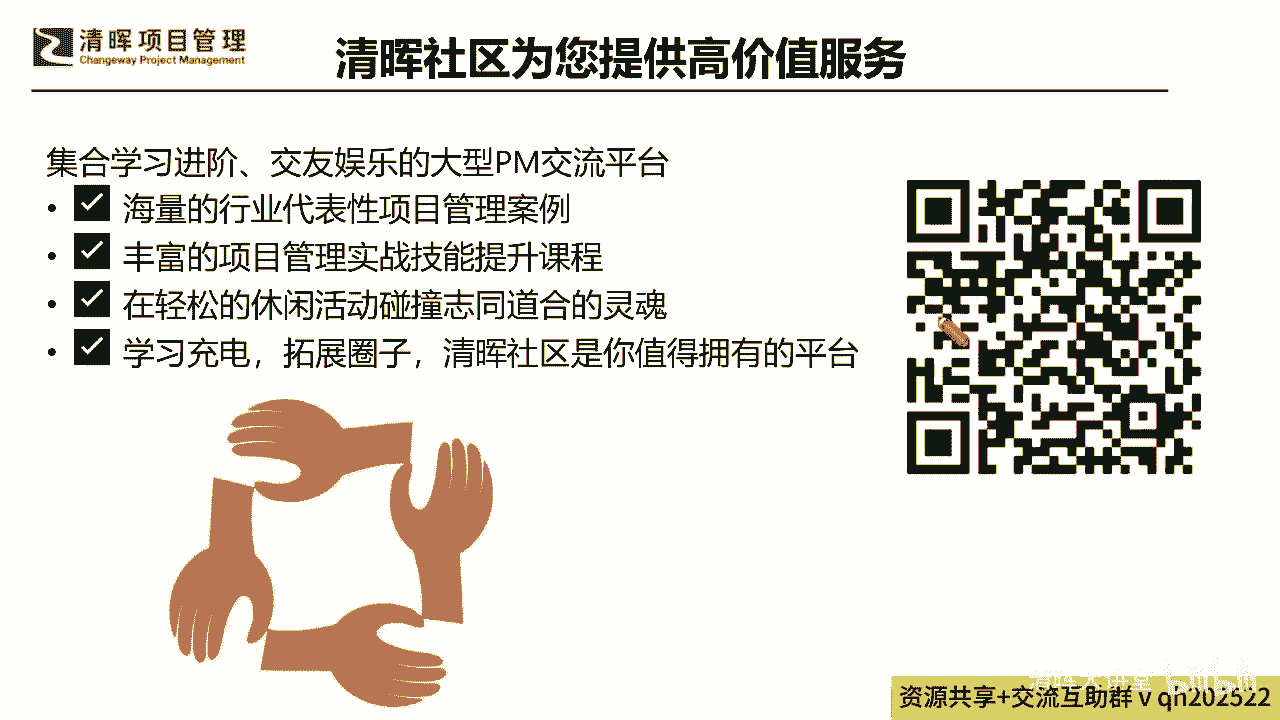 清晖项目管理
Changeway Project Management
清晖社区为您提供高价值服务
集合学习进阶、交友娱乐的大型PM交流平台
• 海量的行业代表性项目管理案例
• 丰富的项目管理实战技能提升课程
• 在轻松的休闲活动碰撞志同道合的灵魂
• 学习充电，拓展圈子，清晖社区是你值得拥有的平台
清晖大讲堂 bilibili
资源共享+交流互助群 v qh202522